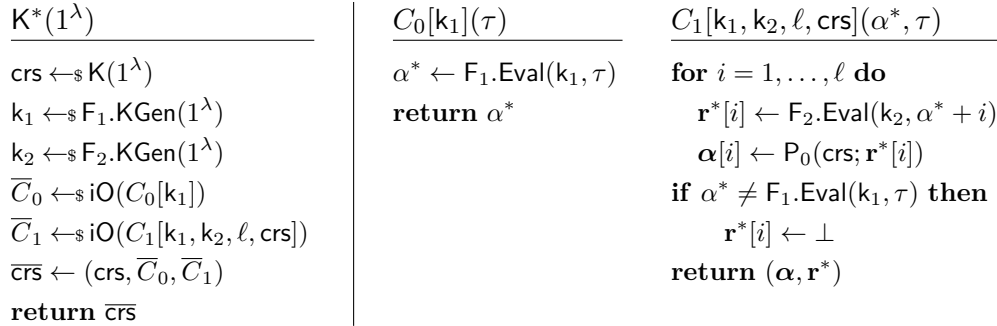 K*(1^λ)
crs ←$ K(1^λ)
k₁ ←$ F₁.KGen(1^λ)
k₂ ←$ F₂.KGen(1^λ)
C̅₀ ←$ iO(C₀[k₁])
C̅₁ ←$ iO(C₁[k₁, k₂, ℓ, crs])
c̅r̅s̅ ← (crs, C̅₀, C̅₁)
return c̅r̅s̅
C₀[k₁](τ)
α* ← F₁.Eval(k₁, τ)
return α*
C₁[k₁, k₂, ℓ, crs](α*, τ)
for i = 1, . . . , ℓ do
r*[i] ← F₂.Eval(k₂, α* + i)
α[i] ← P₀(crs; r*[i])
if α* ≠ F₁.Eval(k₁, τ) then
r*[i] ← ⊥
return (α, r*)